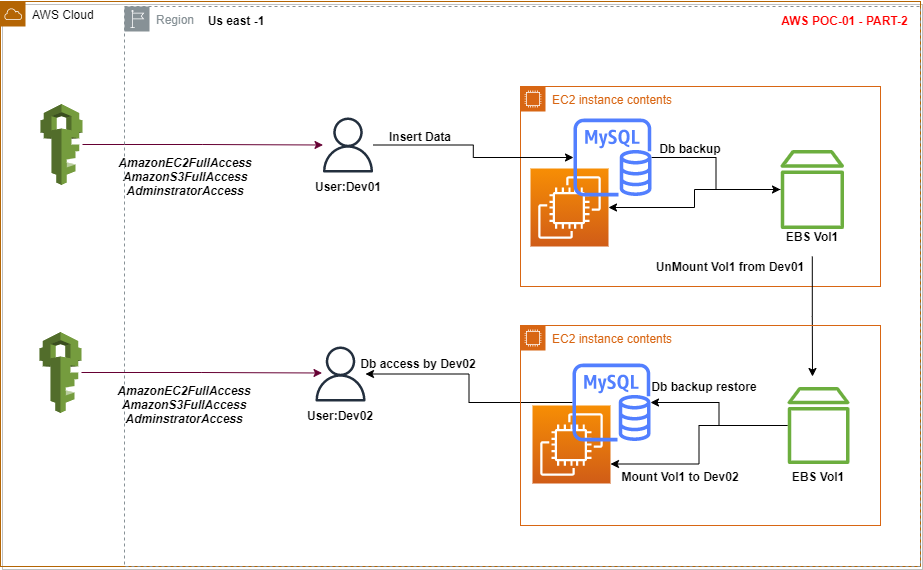 AWS Cloud
Region Us east -1
AWS POC-01 - PART-2
EC2 instance contents
MySQL
Insert Data
Db backup
AmazonEC2FullAccess
AmazonS3FullAccess
AdminstratorAccess
User:Dev01
EBS Vol1
UnMount Vol1 from Dev01
EC2 instance contents
Db access by Dev02
MySQL
Db backup restore
AmazonEC2FullAccess
AmazonS3FullAccess
AdminstratorAccess
User:Dev02
Mount Vol1 to Dev02
EBS Vol1